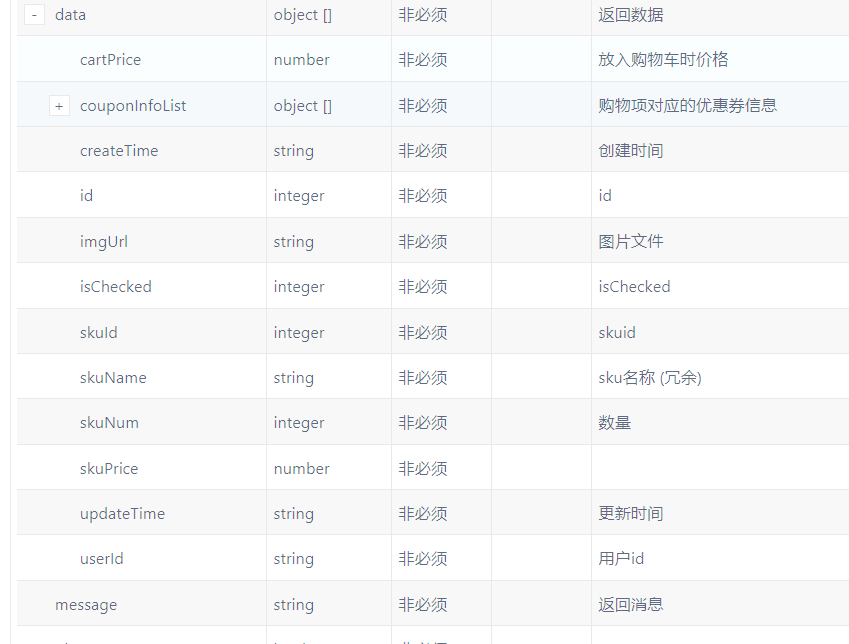 - data object [] 非必须 返回数据
cartPrice number 非必须 放入购物车时价格
+ couponInfoList object [] 非必须 购物项对应的优惠券信息
createTime string 非必须 创建时间
id integer 非必须 id
imgUrl string 非必须 图片文件
isChecked integer 非必须 isChecked
skuId integer 非必须 skuid
skuName string 非必须 sku名称 (冗余)
skuNum integer 非必须 数量
skuPrice number 非必须
updateTime string 非必须 更新时间
userId string 非必须 用户id
message string 非必须 返回消息